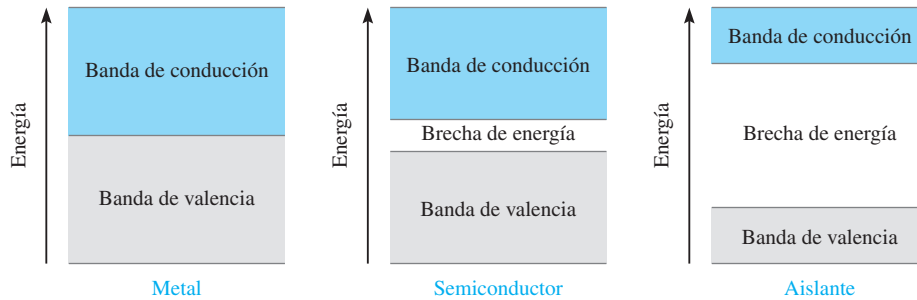 Energía
Banda de conducción
Banda de valencia
Metal
Energía
Banda de conducción
Brecha de energía
Banda de valencia
Semiconductor
Energía
Banda de conducción
Brecha de energía
Banda de valencia
Aislante